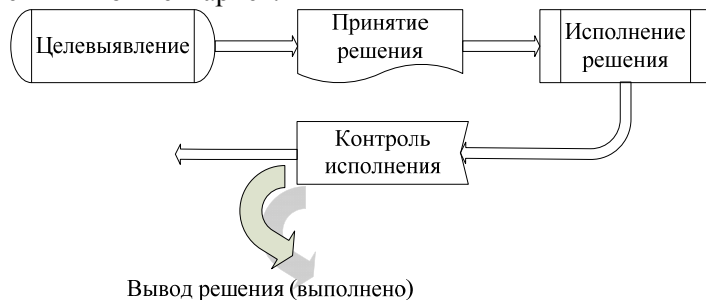 Целевыявление
Принятие
решения
Исполнение
решения
Контроль
исполнения
Вывод решения (выполнено)